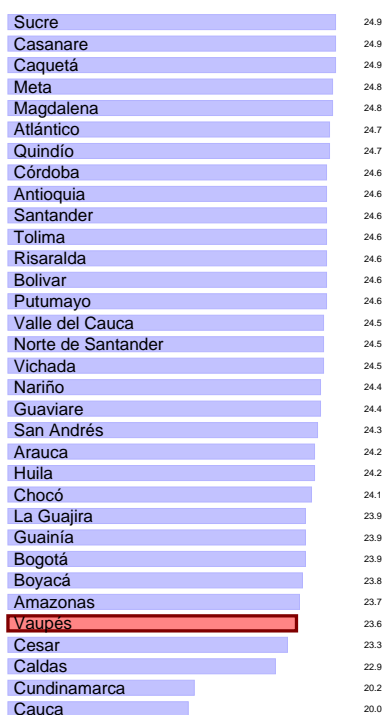 Sucre 24.9
Casanare 24.9
Caquetá 24.9
Meta 24.8
Magdalena 24.8
Atlántico 24.7
Quindío 24.7
Córdoba 24.6
Antioquia 24.6
Santander 24.6
Tolima 24.6
Risaralda 24.6
Bolivar 24.6
Putumayo 24.6
Valle del Cauca 24.5
Norte de Santander 24.5
Vichada 24.5
Nariño 24.4
Guaviare 24.4
San Andrés 24.3
Arauca 24.2
Huila 24.2
Chocó 24.1
La Guajira 23.9
Guainía 23.9
Bogotá 23.9
Boyacá 23.8
Amazonas 23.7
Vaupés 23.6
Cesar 23.3
Caldas 22.9
Cundinamarca 20.2
Cauca 20.0